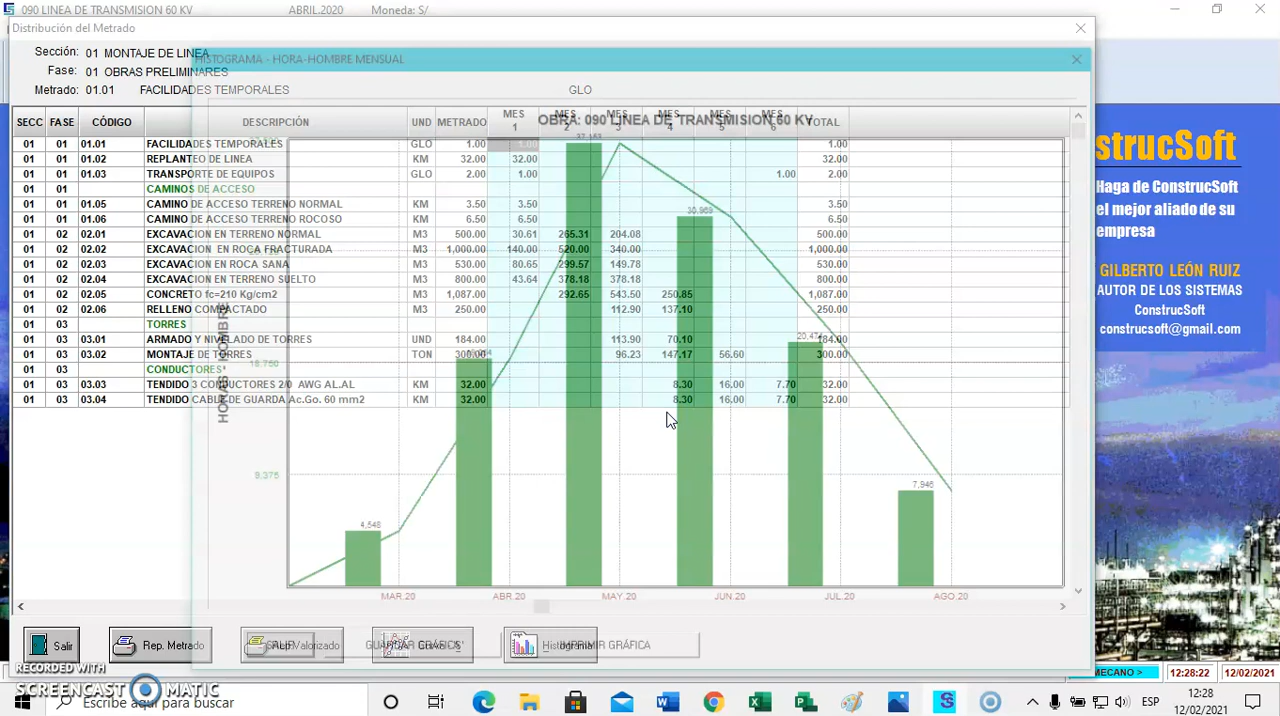 090 LINEA DE TRANSMISION 60 KV ABRIL.2020 Moneda: S/
Distribución del Metrado
Sección: 01 MONTAJE DE LINEA
HISTOGRAMA - HORA-HOMBRE MENSUAL
Fase: 01 OBRAS PRELIMINARES
Metrado: 01.01 FACILIDADES TEMPORALES GLO
OBRA: 090 LINEA DE TRANSMISION 60 KV
SECC FASE CÓDIGO DESCRIPCIÓN UND METRADO MES 1 MES 2 MES 3 MES 4 MES 5 MES 6 TOTAL
01 01 01.01 FACILIDADES TEMPORALES GLO 1.00 1.00 1.00
01 01 01.02 REPLANTEO DE LINEA KM 32.00 32.00 32.00
01 01 01.03 TRANSPORTE DE EQUIPOS GLO 2.00 1.00 1.00 2.00
01 01 CAMINOS DE ACCESO
01 01 01.05 CAMINO DE ACCESO TERRENO NORMAL KM 3.50 3.50 3.50
01 01 01.06 CAMINO DE ACCESO TERRENO ROCOSO KM 6.50 6.50 6.50
01 02 02.01 EXCAVACION EN TERRENO NORMAL M3 500.00 30.61 265.31 204.08 500.00
01 02 02.02 EXCAVACION EN ROCA FRACTURADA M3 1,000.00 140.00 520.00 340.00 1,000.00
01 02 02.03 EXCAVACION EN ROCA SANA M3 530.00 80.65 299.57 149.78 530.00
01 02 02.04 EXCAVACION EN TERRENO SUELTO M3 800.00 43.64 378.18 378.18 800.00
01 02 02.05 CONCRETO fc=210 Kg/cm2 M3 1,087.00 292.65 543.50 250.85 1,087.00
01 02 02.06 RELLENO COMPACTADO M3 250.00 112.90 137.10 250.00
01 03 TORRES
01 03 03.01 ARMADO Y NIVELADO DE TORRES UND 184.00 113.90 70.10 184.00
01 03 03.02 MONTAJE DE TORRES TON 300.00 96.23 147.17 56.60 300.00
01 03 CONDUCTORES
01 03 03.03 TENDIDO 3 CONDUCTORES 2/0 AWG AL.AL KM 32.00 8.30 16.00 7.70 32.00
01 03 03.04 TENDIDO CABLE DE GUARDA Ac.Go. 60 mm2 KM 32.00 8.30 16.00 7.70 32.00
HORAS - HOMBRE
18,750
9,375
4,548
30,969
7,946
MAR.20 ABR.20 MAY.20 JUN.20 JUL.20 AGO.20
Salir Rep. Metrado Rep.Valorizado Histograma
GUARDAR GRÁFICA IMPRIMIR GRÁFICA
strucSoft
Haga de ConstrucSoft
el mejor aliado de su
empresa
GILBERTO LEÓN RUIZ
AUTOR DE LOS SISTEMAS
ConstrucSoft
construcsoft@gmail.com
MECANO > 12:28:22 12/02/2021
RECORDED WITH
SCREENCAST MATIC
Escribe aquí para buscar
ESP
12:28
12/02/2021